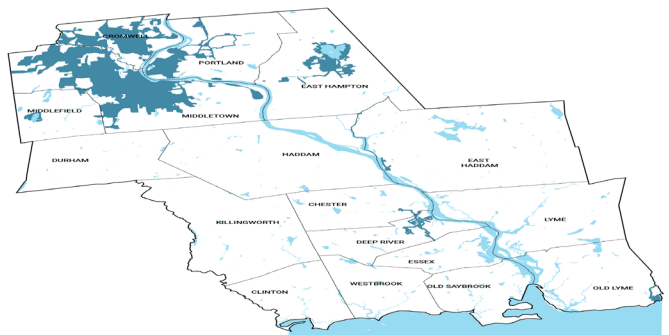 CROMWELL
PORTLAND
EAST HAMPTON
MIDDLEFIELD
MIDDLETOWN
DURHAM
HADDAM
EAST
HADDAM
CHESTER
KILLINGWORTH
LYME
DEEP RIVER
ESSEX
CLINTON
WESTBROOK
OLD SAYBROOK
OLD LYME